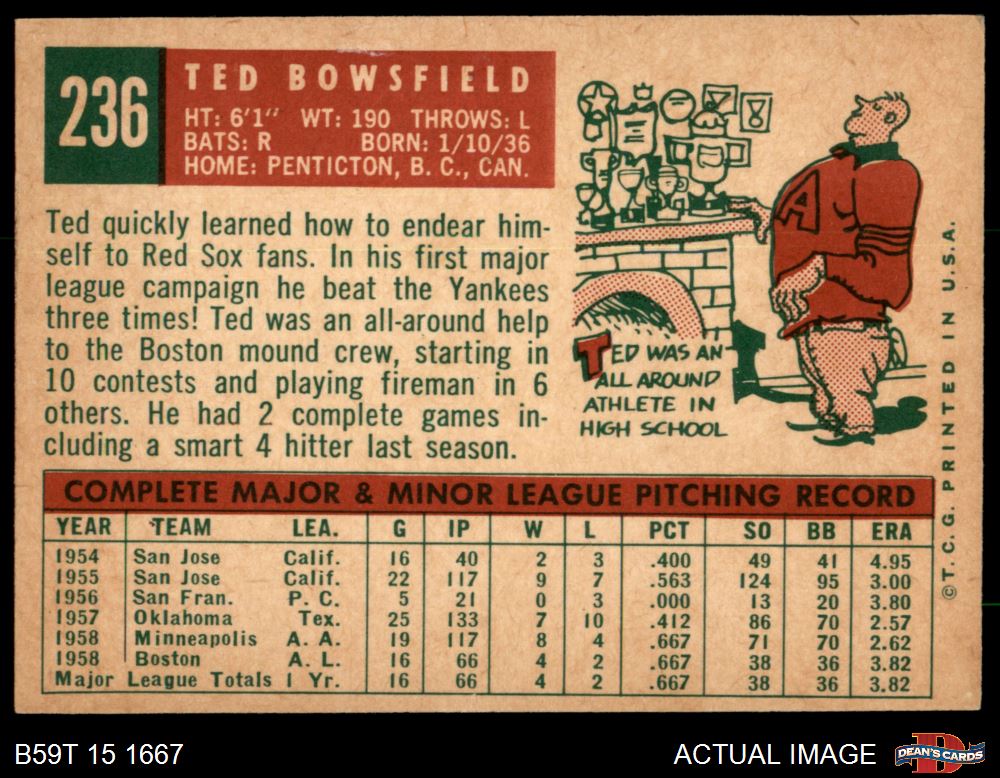 236
TED BOWSFIELD
HT: 6'1" WT: 190 THROWS: L
BATS: R BORN: 1/10/36
HOME: PENTICTON, B. C., CAN.
Ted quickly learned how to endear him-
self to Red Sox fans. In his first major
league campaign he beat the Yankees
three times! Ted was an all-around help
to the Boston mound crew, starting in
10 contests and playing fireman in 6
others. He had 2 complete games in-
cluding a smart 4 hitter last season.
A
TED WAS AN
ALL AROUND
ATHLETE IN
HIGH SCHOOL
COMPLETE MAJOR & MINOR LEAGUE PITCHING RECORD
YEAR TEAM LEA. G IP W L PCT SO BB ERA
1954 San Jose Calif. 16 40 2 3 .400 49 41 4.95
1955 San Jose Calif. 22 117 9 7 .563 124 95 3.00
1956 San Fran. P. C. 5 21 0 3 .000 13 20 3.80
1957 Oklahoma Tex. 25 133 7 10 .412 86 70 2.57
1958 Minneapolis A. A. 19 117 8 4 .667 71 70 2.62
1958 Boston A. L. 16 66 4 2 .667 38 36 3.82
Major League Totals 1 Yr. 16 66 4 2 .667 38 36 3.82
©T. C. G. PRINTED IN U.S.A.
B59T 15 1667
ACTUAL IMAGE
DEAN'S CARDS